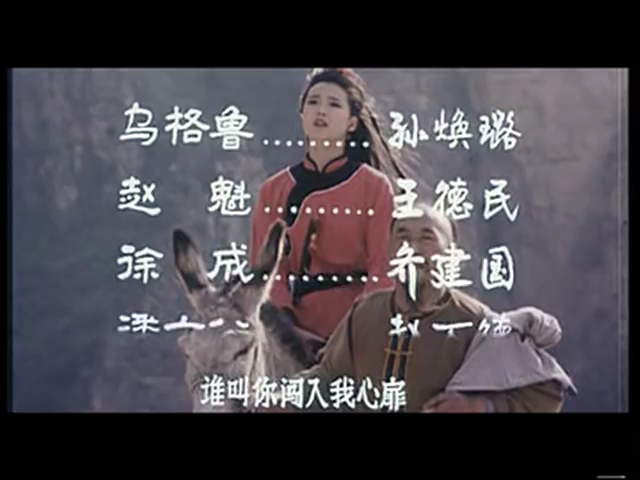 乌格鲁………孙焕璐
赵　魁………王德民
徐　成………齐建国
谁叫你闯入我心扉